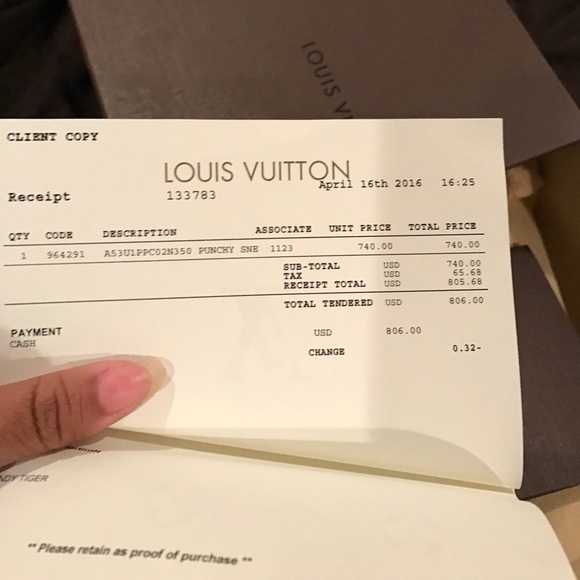 LOUIS V
CLIENT COPY
LOUIS VUITTON
April 16th 2016 16:25
Receipt 133783
QTY CODE DESCRIPTION ASSOCIATE UNIT PRICE TOTAL PRICE
1 964291 A53U1PPC02N350 PUNCHY SNE 1123 740.00 740.00
SUB-TOTAL USD 740.00
TAX USD 65.68
RECEIPT TOTAL USD 805.68
TOTAL TENDERED USD 806.00
PAYMENT USD 806.00
CASH
CHANGE 0.32-
TIGER
** Please retain as proof of purchase **